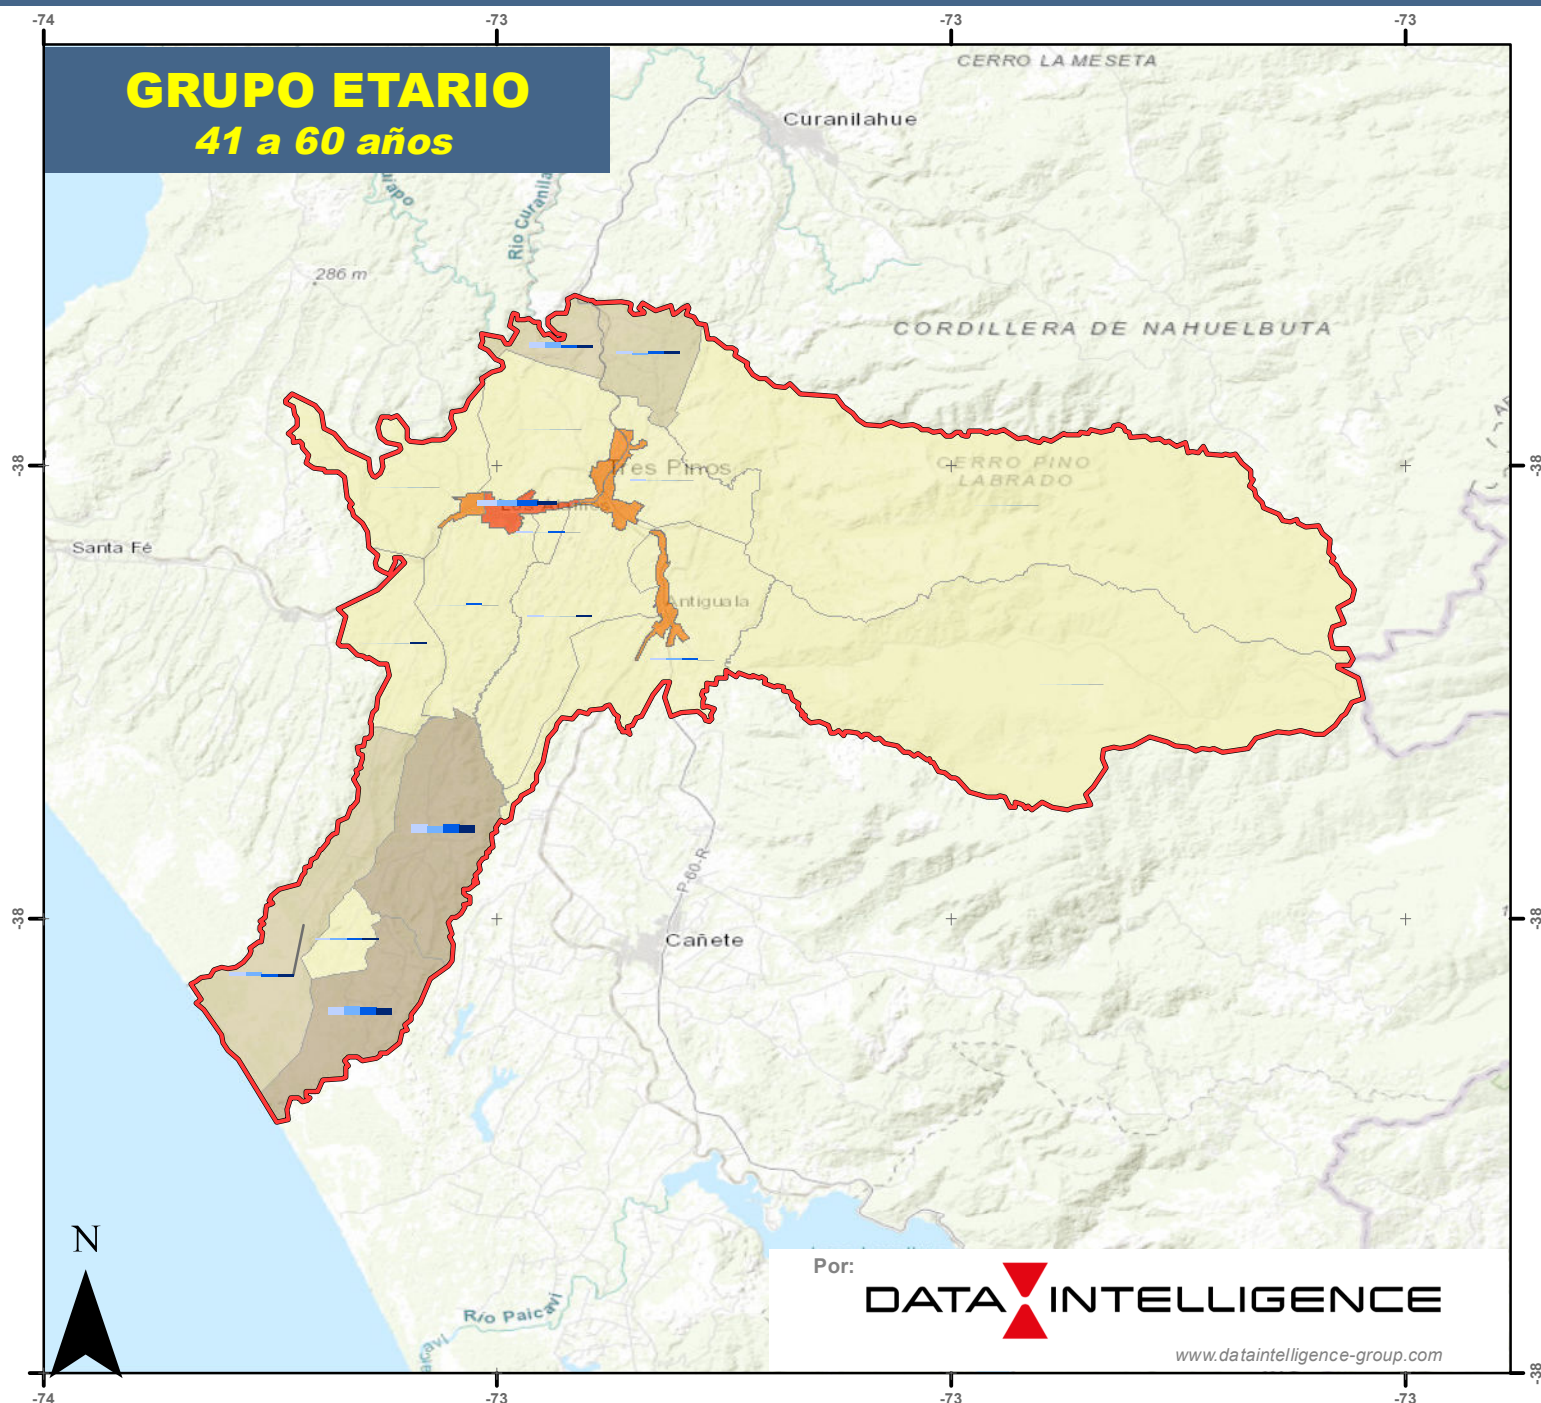 -74
-73
-73
-73
GRUPO ETARIO
41 a 60 años
CERRO LA MESETA
Curanilahue
Río Curanila
286 m
CORDILLERA DE NAHUELBUTA
-38
-38
Tres Pinos
CERRO PINO
LABRADO
Santa Fé
Antiguala
P-60-R
-38
-38
Cañete
N
Por:
DATA INTELLIGENCE
www.dataintelligence-group.com
Río Paicaví
-38
-74
-73
-73
-73